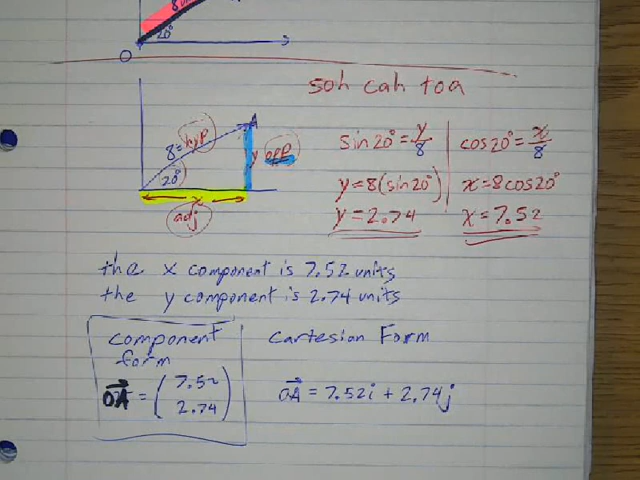 8
20°
O
soh cah toa
A
8 = hyp
y opp
20°
x
adj
sin 20° = y/8
cos 20° = x/8
y = 8(sin 20°)
x = 8 cos 20°
y = 2.74
x = 7.52
the x component is 7.52 units
the y component is 2.74 units
component
form
Cartesian Form
OA = ( 7.52
2.74 )
OA = 7.52i + 2.74j